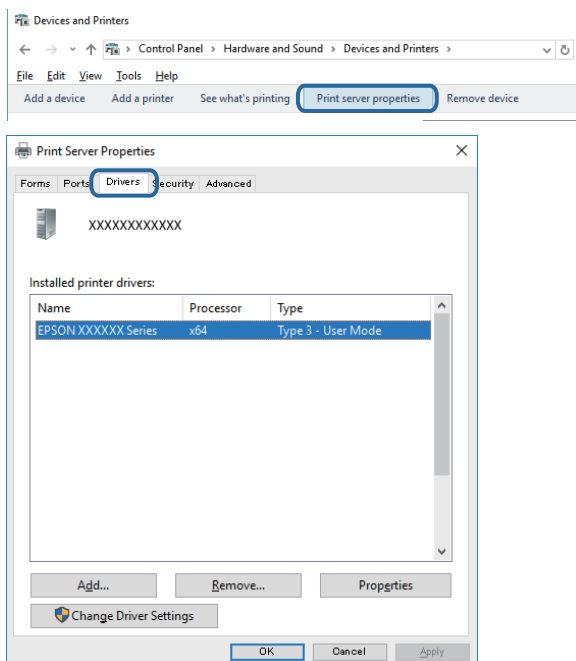 Devices and Printers
Control Panel > Hardware and Sound > Devices and Printers >
File Edit View Tools Help
Add a device Add a printer See what's printing Print server properties Remove device
Print Server Properties
Forms Ports Drivers Security Advanced
XXXXXXXXXXXX
Installed printer drivers:
Name Processor Type
EPSON XXXXXX Series x64 Type 3 - User Mode
Add... Remove... Properties
Change Driver Settings
OK Cancel Apply